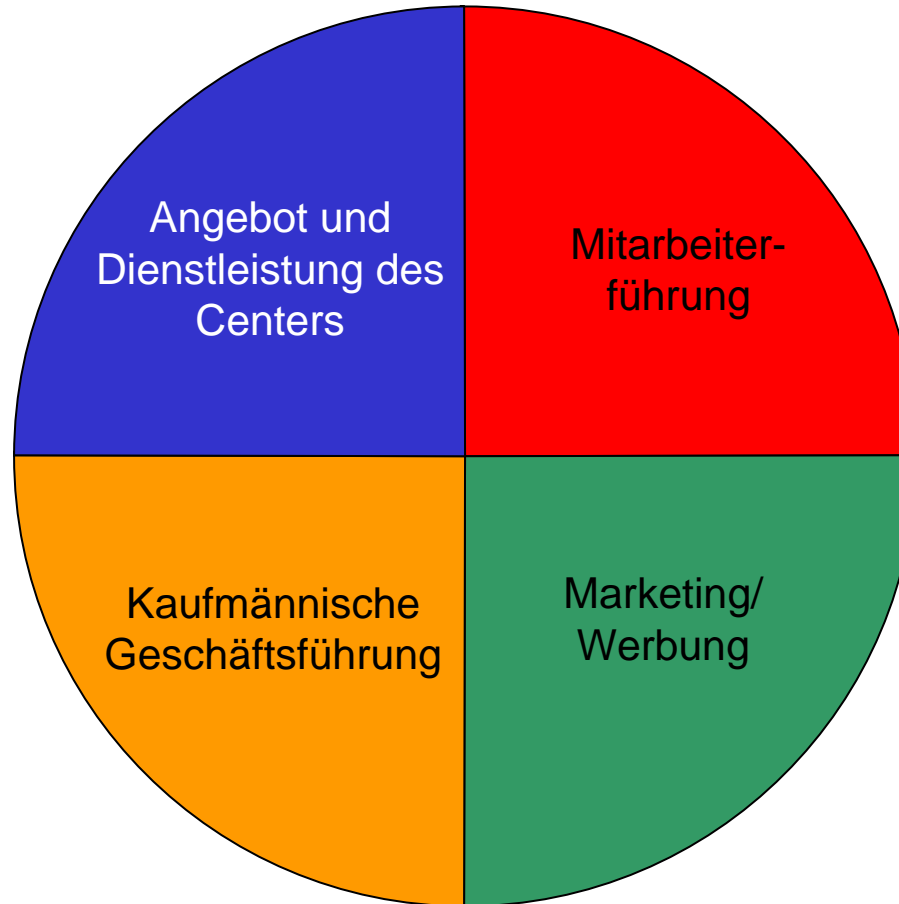 Angebot und
Dienstleistung des
Centers
Mitarbeiter-
führung
Kaufmännische
Geschäftsführung
Marketing/
Werbung